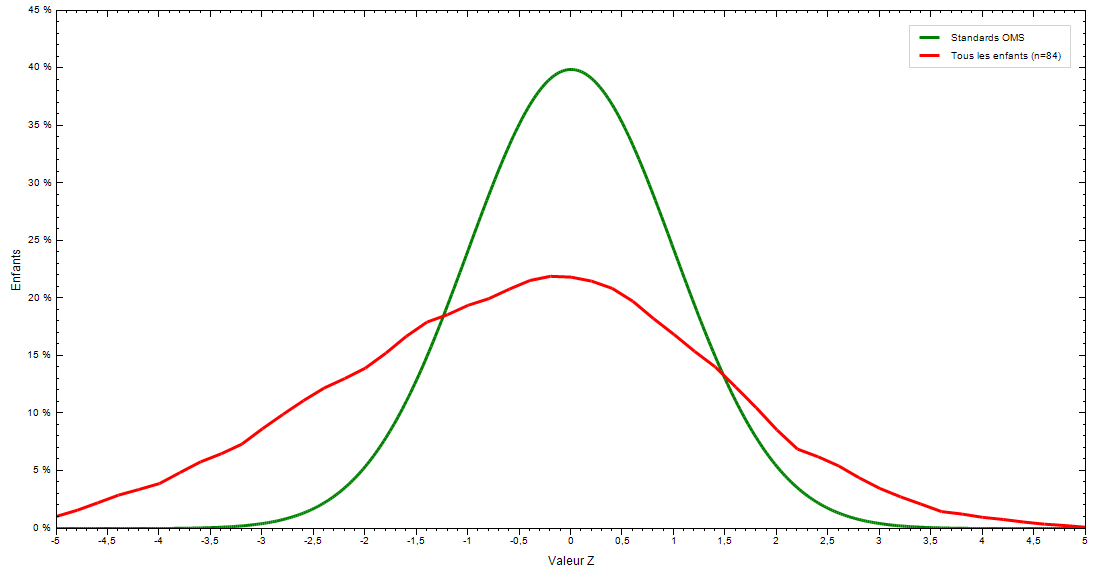 45 %
40 %
35 %
30 %
25 %
20 %
15 %
10 %
5 %
0 %
Enfants
Standards OMS
Tous les enfants (n=84)
-5 -4,5 -4 -3,5 -3 -2,5 -2 -1,5 -1 -0,5 0 0,5 1 1,5 2 2,5 3 3,5 4 4,5 5
Valeur Z